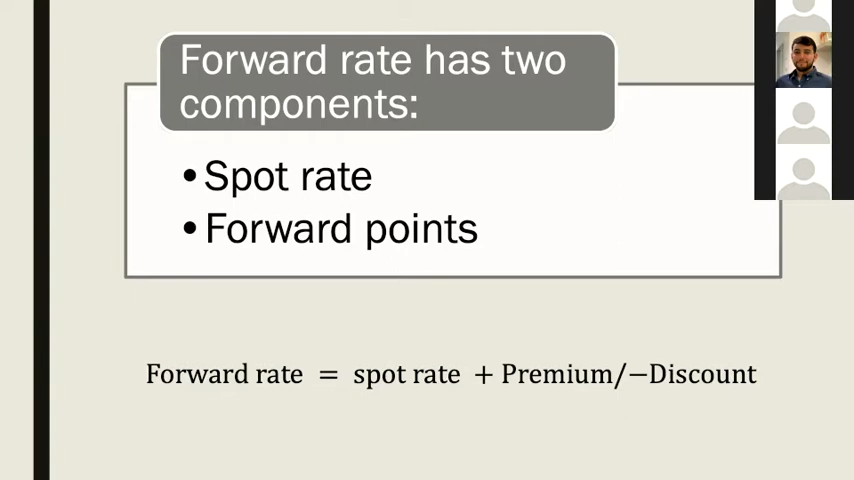 Forward rate has two
components:
•Spot rate
•Forward points
Forward rate = spot rate + Premium/−Discount